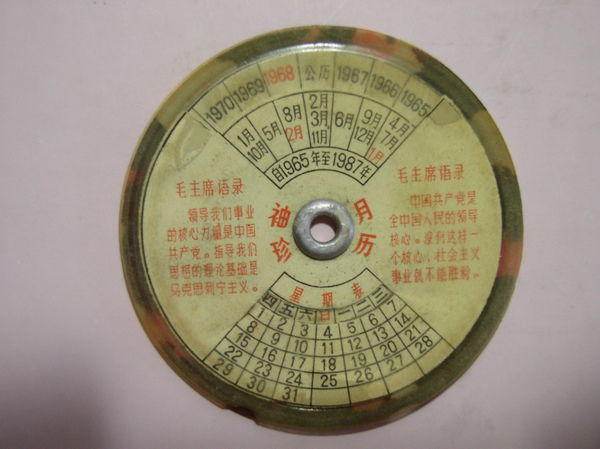 1970 1969 1968 公历 1967 1966 1965
1月 5月 8月 2月 6月 9月 4月
10月 2月 3月 12月 7月
11月 1月
自1965年至1987年
毛主席语录
领导我们事业
的核心力量是中国
共产党。指导我们
思想的理论基础是
马克思列宁主义。
袖珍
月历
毛主席语录
中国共产党是
全中国人民的领导
核心。没有这样一
个核心，社会主义
事业就不能胜利。
星期表
四五六日一二三
1 2 3 4 5 6 7
8 9 10 11 12 13 14
15 16 17 18 19 20 21
22 23 24 25 26 27 28
29 30 31